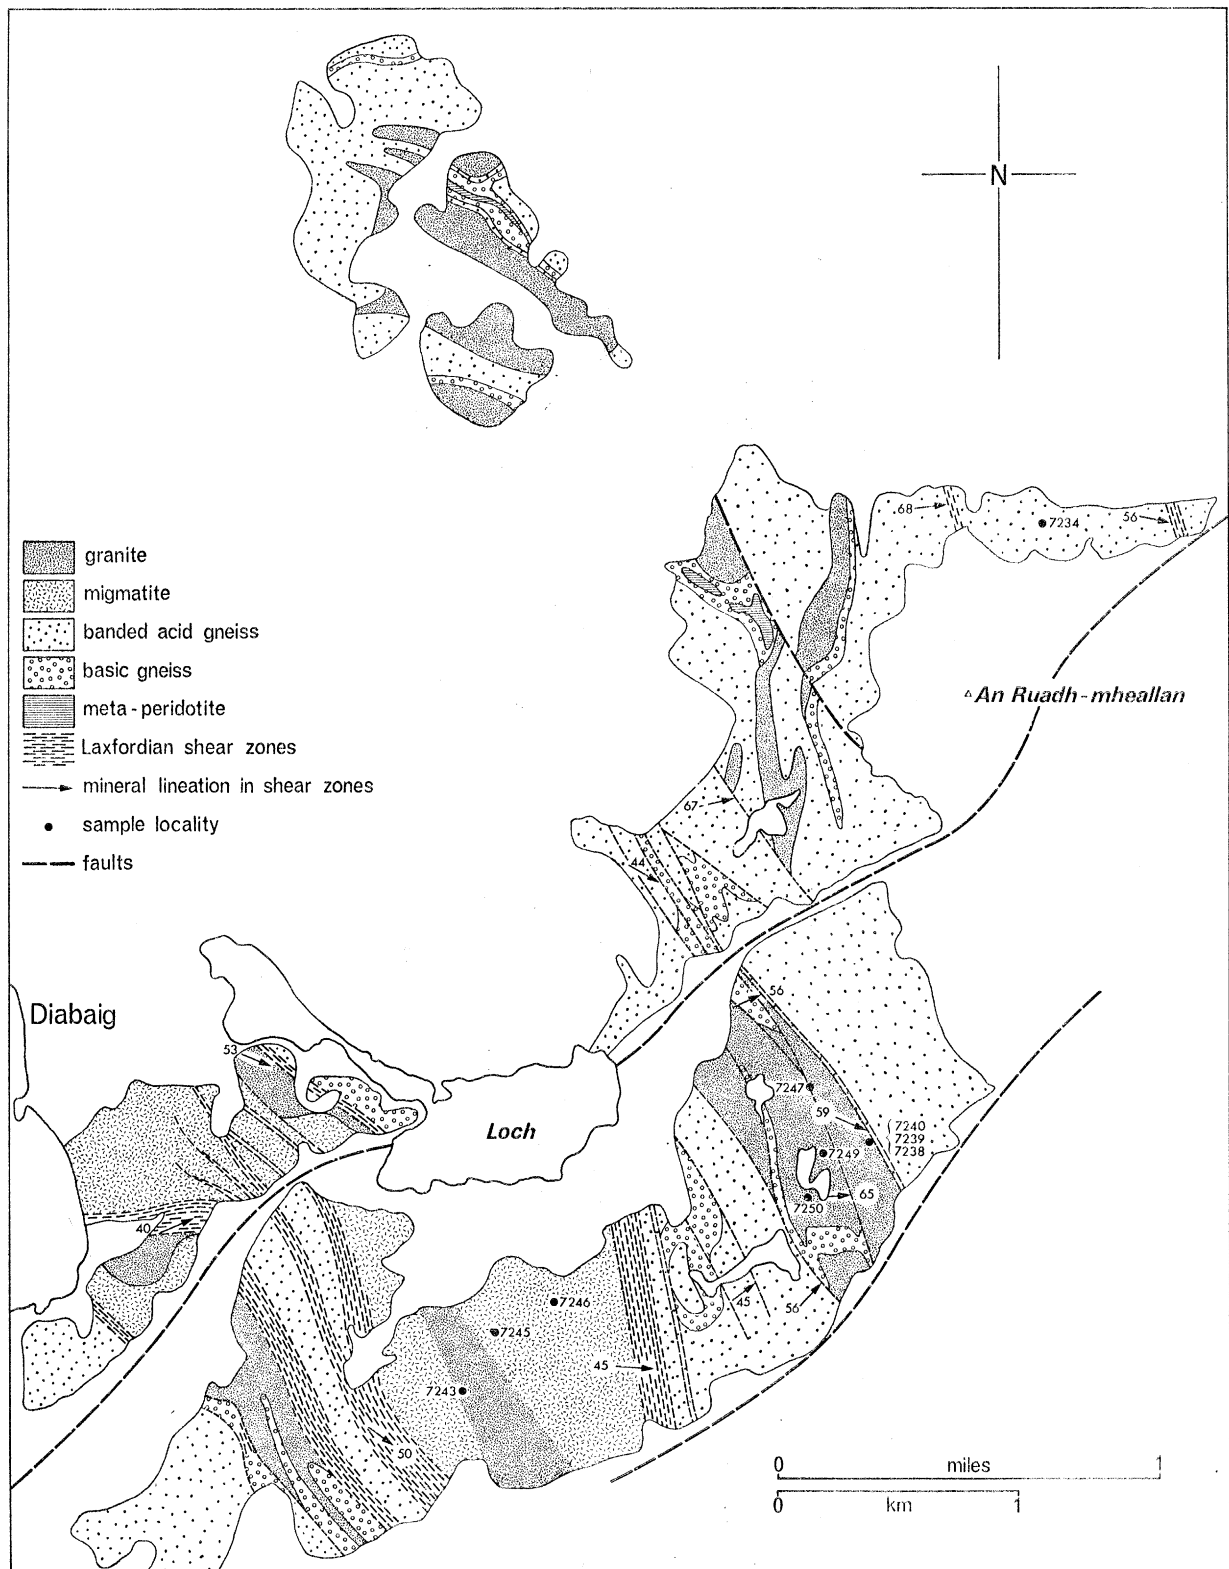 N
68
7234
56
granite
migmatite
banded acid gneiss
basic gneiss
meta-peridotite
Laxfordian shear zones
mineral lineation in shear zones
sample locality
faults
An Ruadh-mheallan
67
44
56
Diabaig
53
7247
59
7240
7239
7238
7249
Loch
65
7250
40
7246
45
56
7245
45
7243
50
0 miles 1
0 km 1